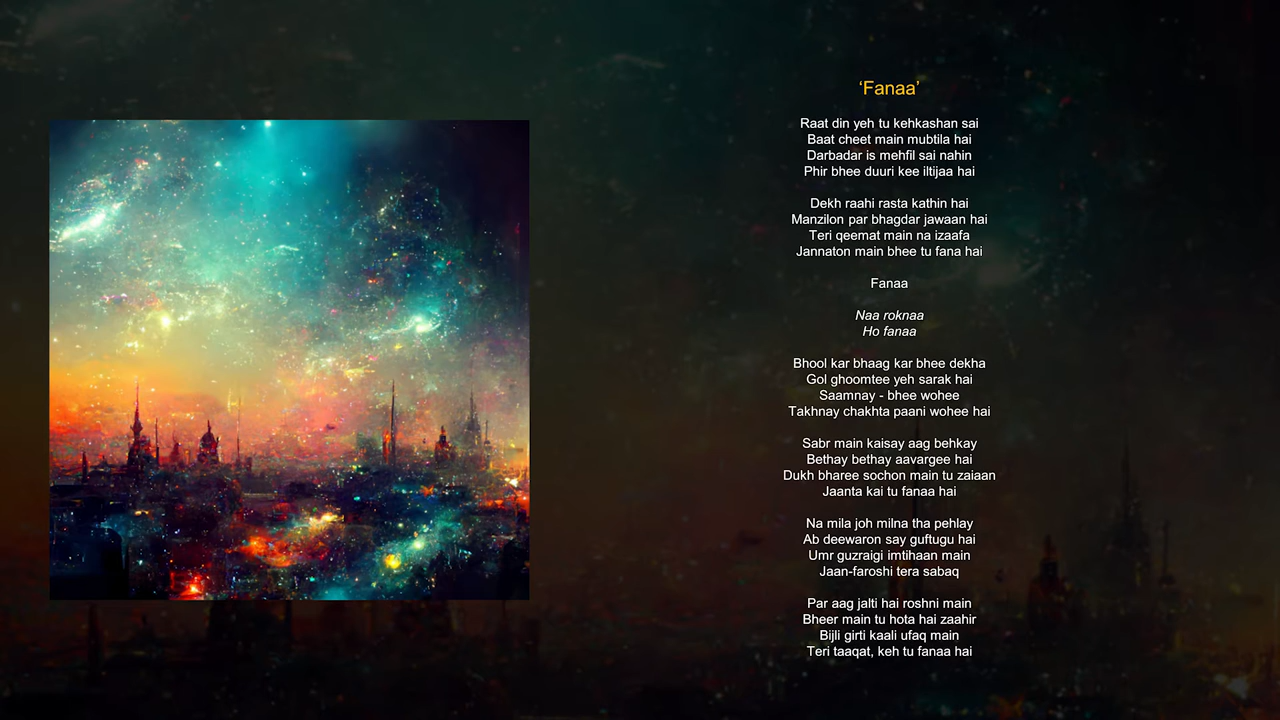 ‘Fanaa’
Raat din yeh tu kehkashan sai
Baat cheet main mubtila hai
Darbadar is mehfil sai nahin
Phir bhee duuri kee iltijaa hai
Dekh raahi rasta kathin hai
Manzilon par bhagdar jawaan hai
Teri qeemat main na izaafa
Jannaton main bhee tu fana hai
Fanaa
Naa roknaa
Ho fanaa
Bhool kar bhaag kar bhee dekha
Gol ghoomtee yeh sarak hai
Saamnay - bhee wohee
Takhnay chakhta paani wohee hai
Sabr main kaisay aag behkay
Bethay bethay aavargee hai
Dukh bharee sochon main tu zaiaan
Jaanta kai tu fanaa hai
Na mila joh milna tha pehlay
Ab deewaron say guftugu hai
Umr guzraigi imtihaan main
Jaan-faroshi tera sabaq
Par aag jalti hai roshni main
Bheer main tu hota hai zaahir
Bijli girti kaali ufaq main
Teri taaqat, keh tu fanaa hai